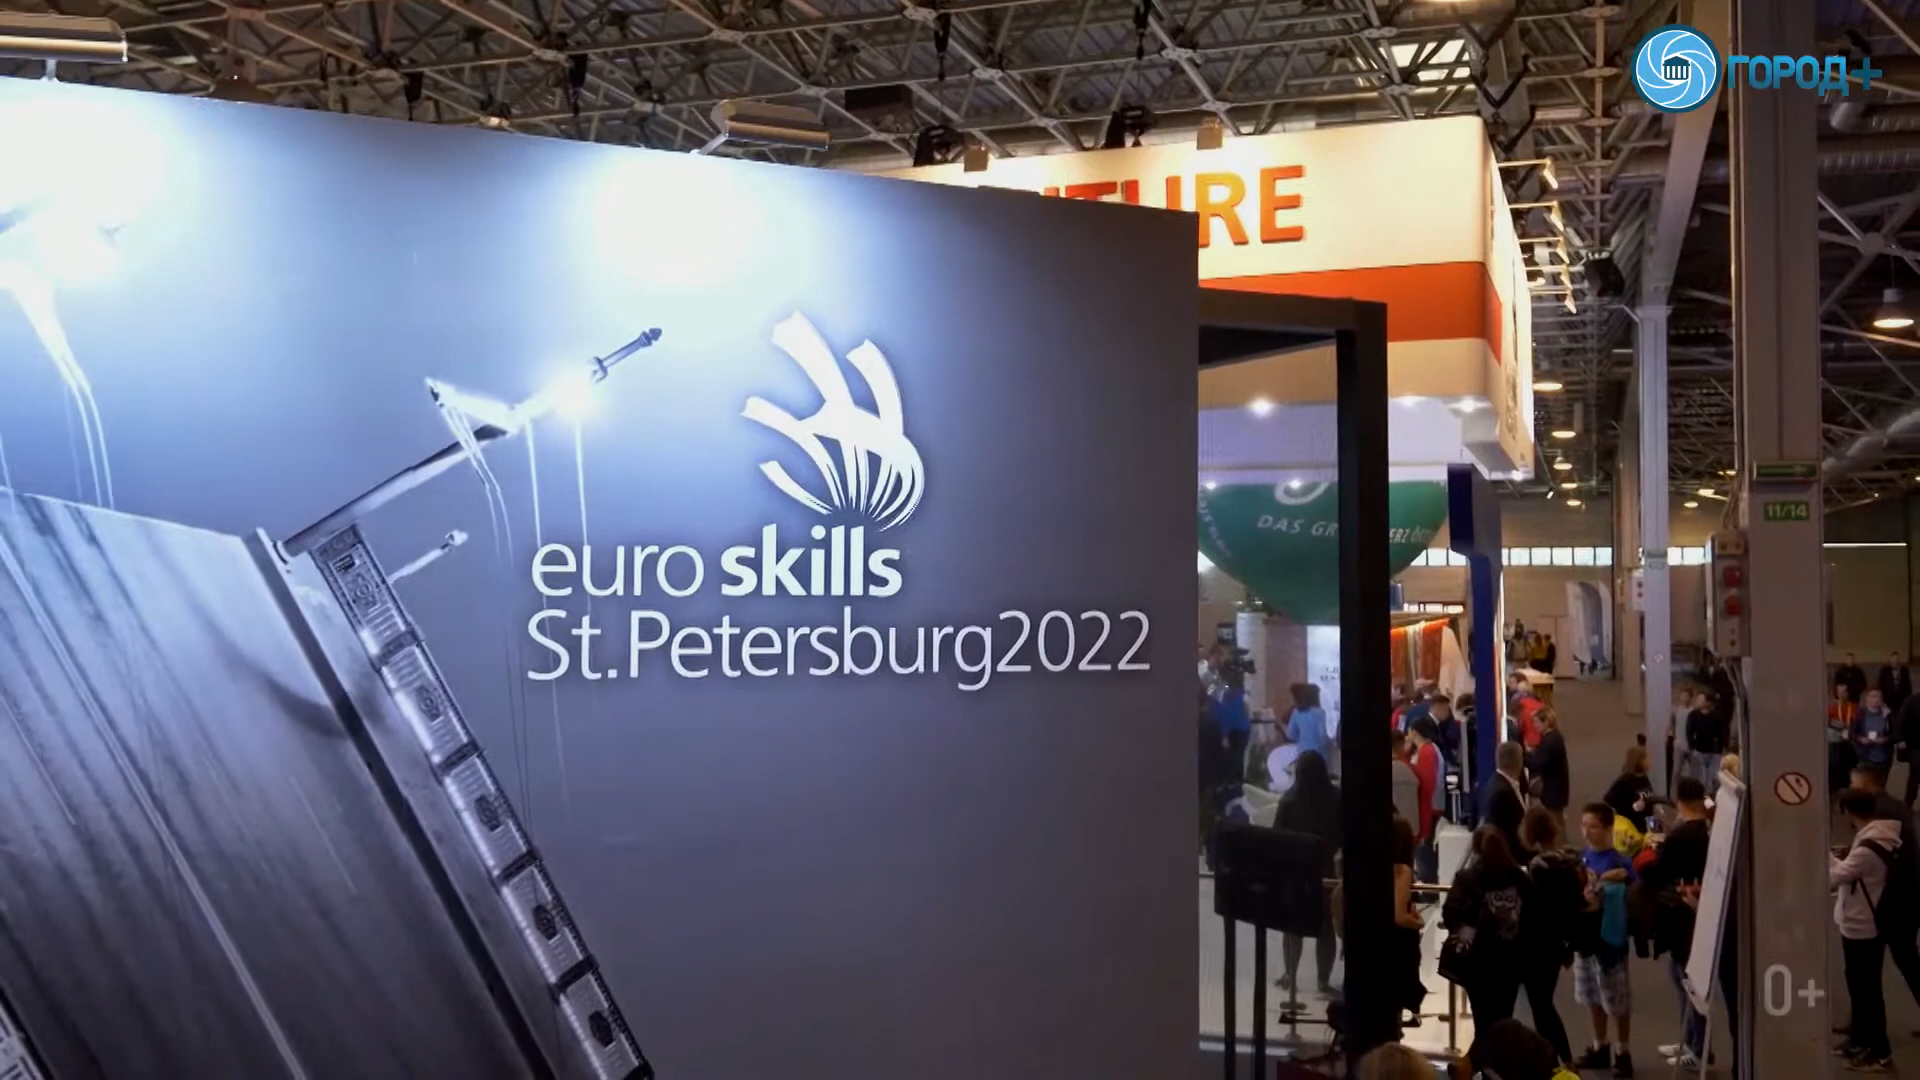 ГОРОД+
TURE
euro skills
St.Petersburg2022
DAS GR
11/14
0+